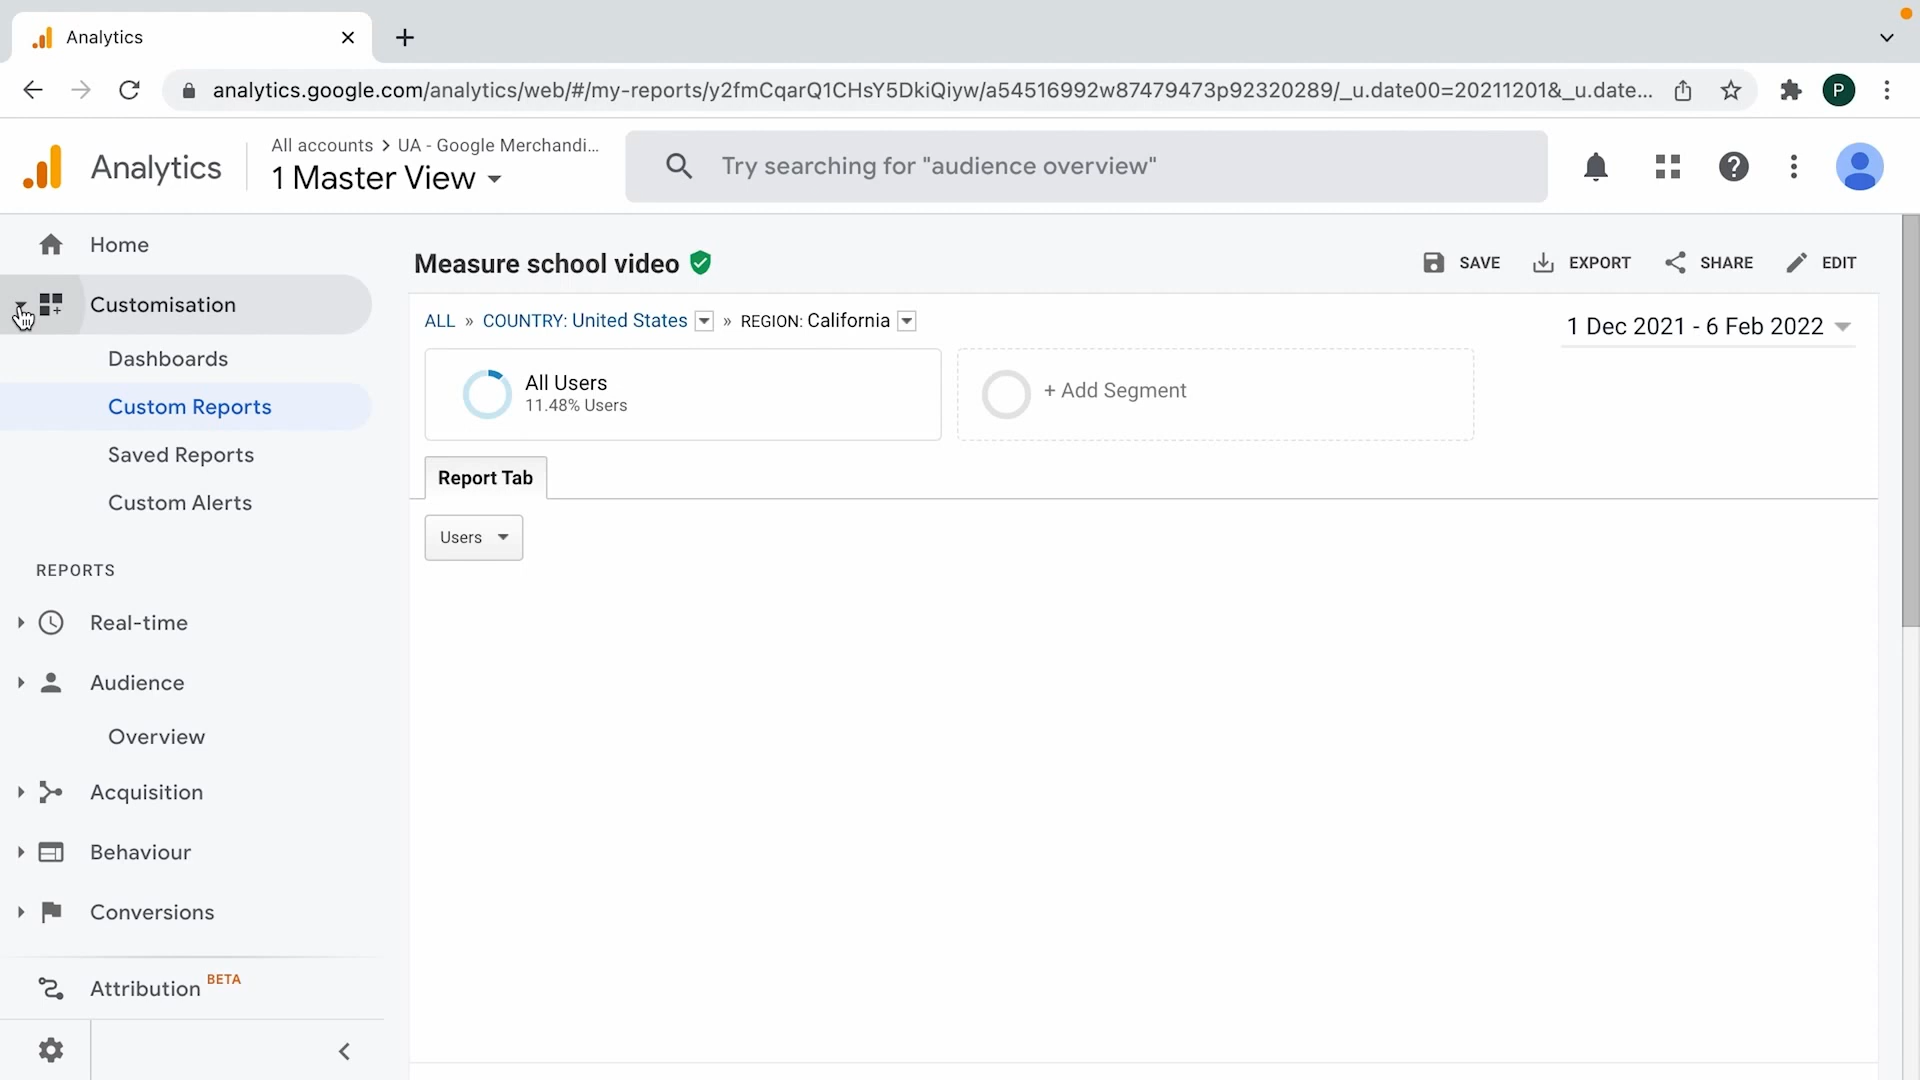 Analytics
analytics.google.com/analytics/web/#/my-reports/y2fmCqarQ1CHsY5DkiQiyw/a54516992w87479473p92320289/_u.date00=20211201&_u.date...
P
Analytics
All accounts > UA - Google Merchandi...
1 Master View
Try searching for "audience overview"
Home
Customisation
Dashboards
Custom Reports
Saved Reports
Custom Alerts
REPORTS
Real-time
Audience
Overview
Acquisition
Behaviour
Conversions
Attribution BETA
Measure school video
SAVE
EXPORT
SHARE
EDIT
ALL » COUNTRY: United States » REGION: California
1 Dec 2021 - 6 Feb 2022
All Users
11.48% Users
+ Add Segment
Report Tab
Users